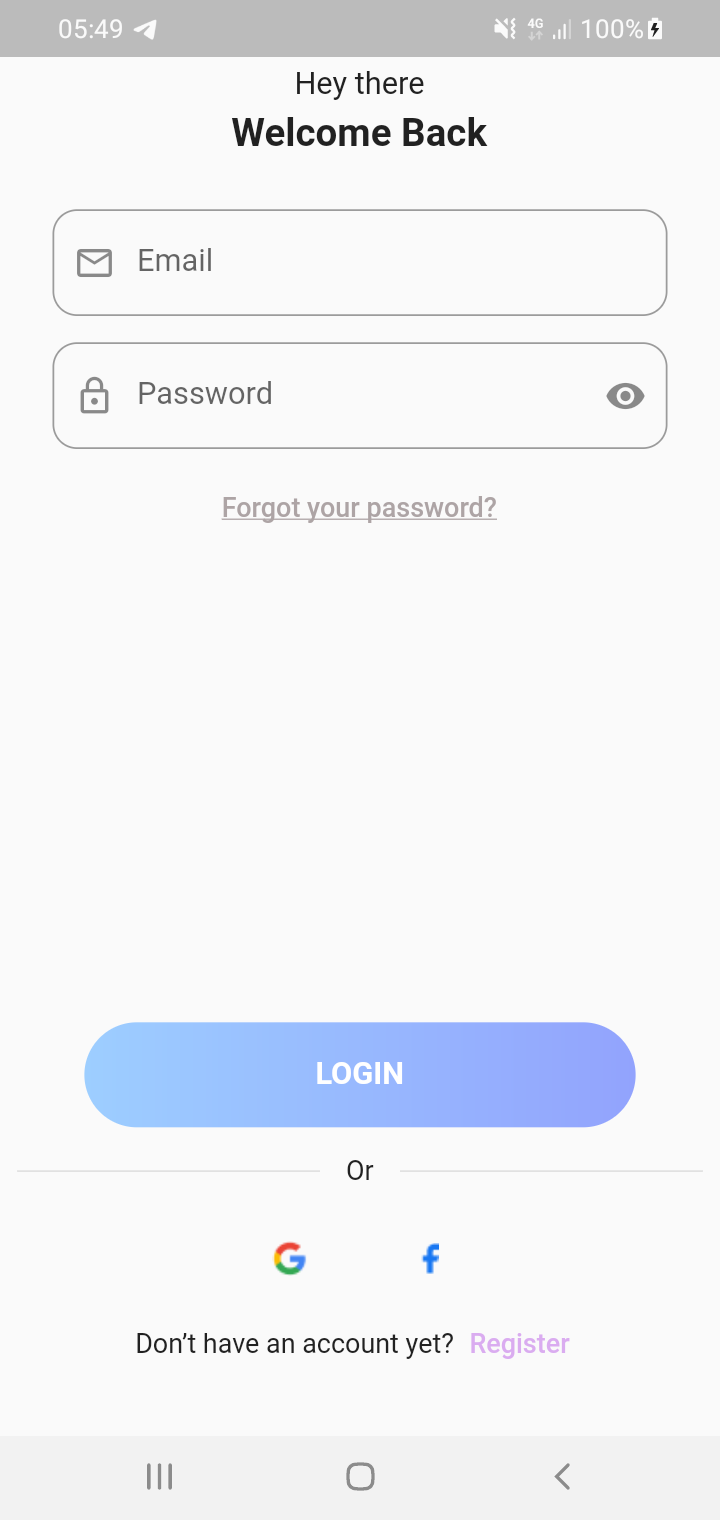 05:49 4G 100%
Hey there
Welcome Back
Email
Password
Forgot your password?
LOGIN
Or
Don’t have an account yet? Register